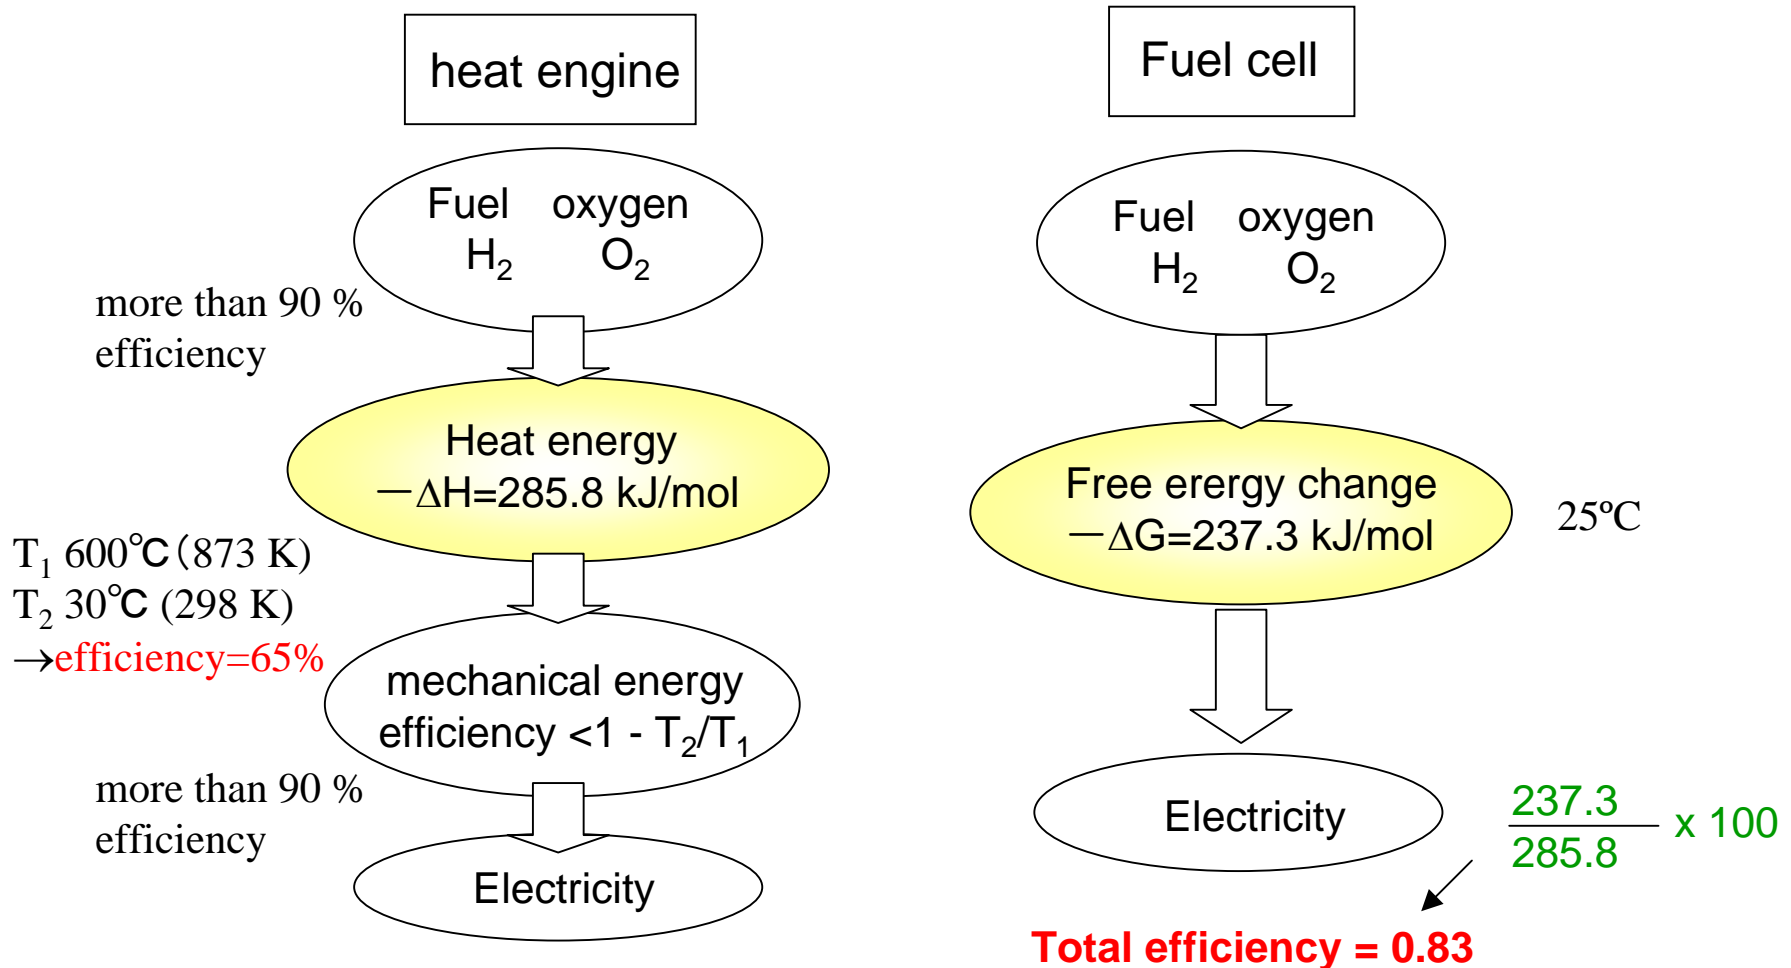 heat engine
Fuel oxygen
H₂ O₂
more than 90 %
efficiency
Heat energy
－ΔH=285.8 kJ/mol
T₁ 600℃（873 K)
T₂ 30℃ (298 K)
→efficiency=65%
mechanical energy
efficiency <1 - T₂/T₁
more than 90 %
efficiency
Electricity
Fuel cell
Fuel oxygen
H₂ O₂
Free erergy change
－ΔG=237.3 kJ/mol
25ºC
Electricity
237.3
285.8
x 100
Total efficiency = 0.83